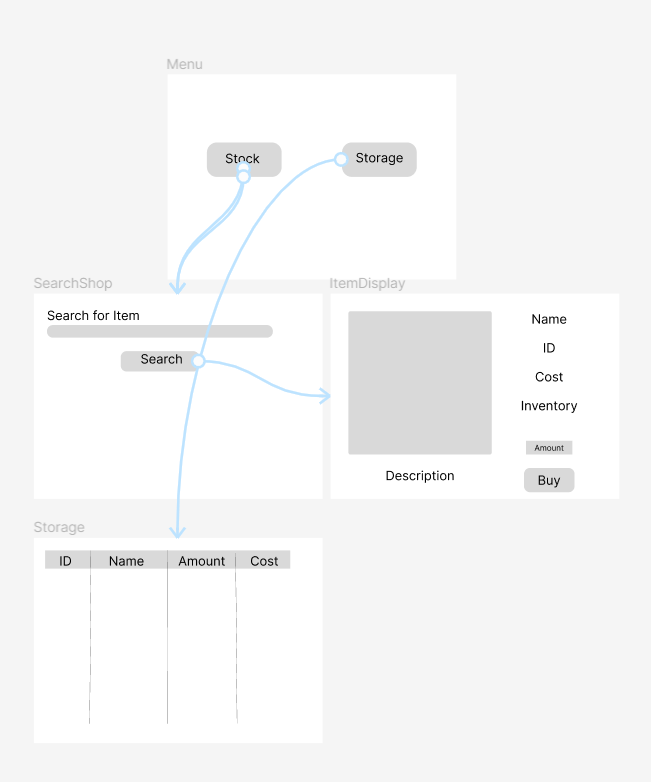 Menu
Stock
Storage
SearchShop
Search for Item
Search
ItemDisplay
Name
ID
Cost
Inventory
Amount
Description
Buy
Storage
ID Name Amount Cost